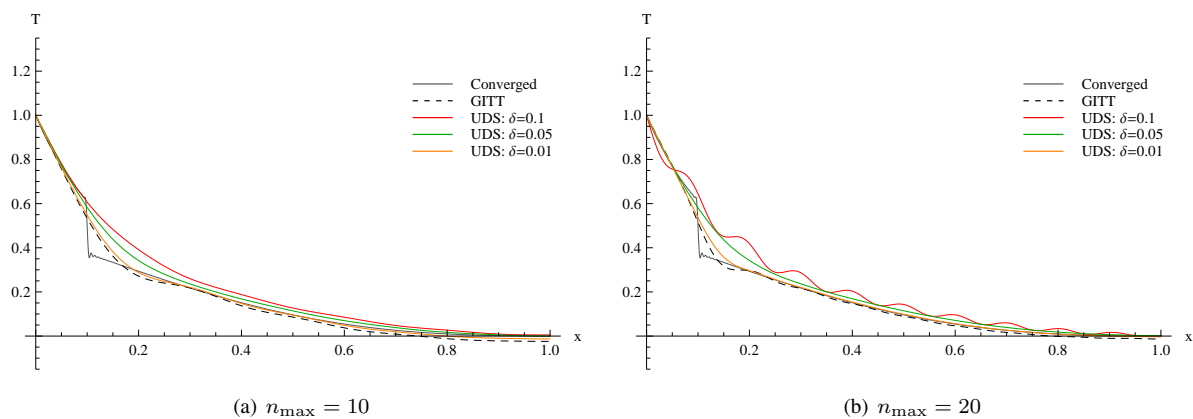 T
1.2
1.0
0.8
0.6
0.4
0.2
0.2 0.4 0.6 0.8 1.0
x
Converged
GITT
UDS: δ=0.1
UDS: δ=0.05
UDS: δ=0.01
(a) n_max = 10
T
1.2
1.0
0.8
0.6
0.4
0.2
0.2 0.4 0.6 0.8 1.0
x
Converged
GITT
UDS: δ=0.1
UDS: δ=0.05
UDS: δ=0.01
(b) n_max = 20